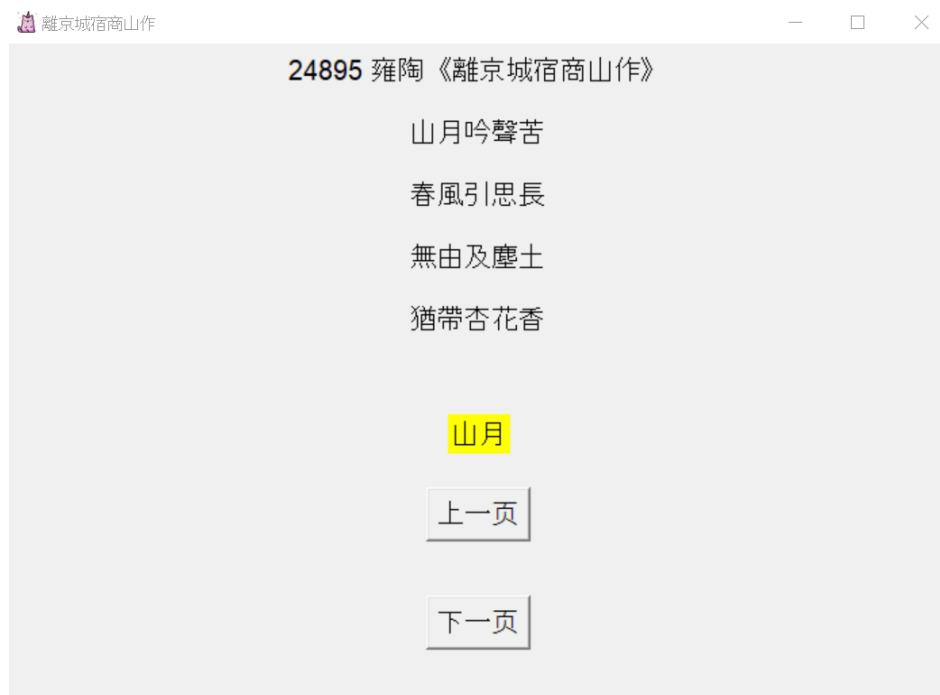 離京城宿商山作
24895 雍陶《離京城宿商山作》
山月吟聲苦
春風引思長
無由及塵土
猶帶杏花香
山月
上一页
下一页